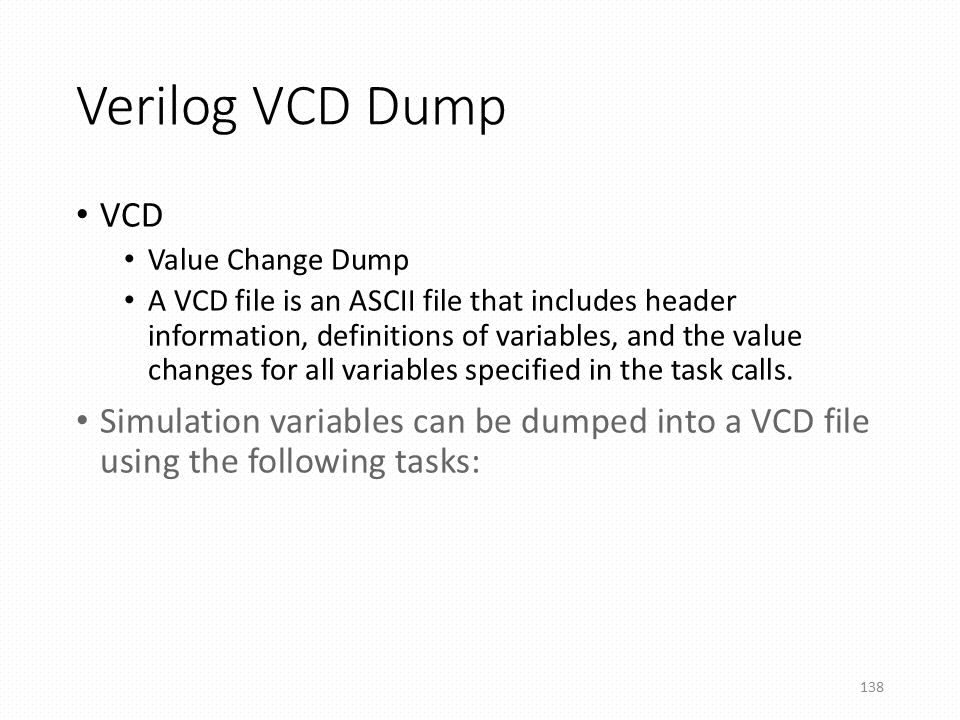 Verilog VCD Dump
• VCD
• Value Change Dump
• A VCD file is an ASCII file that includes header
information, definitions of variables, and the value
changes for all variables specified in the task calls.
• Simulation variables can be dumped into a VCD file
using the following tasks:
138